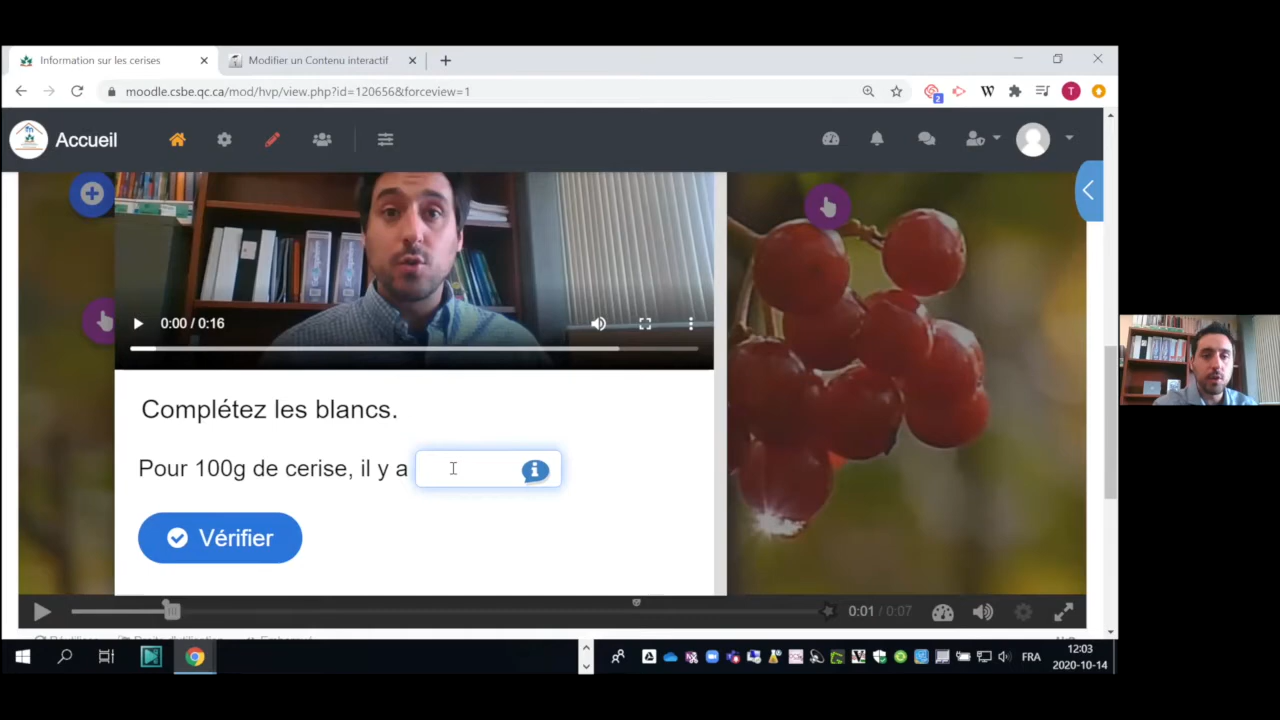 Information sur les cerises
Modifier un Contenu interactif
moodle.csbe.qc.ca/mod/hvp/view.php?id=120656&forceview=1
2
W
T
Accueil
0:00 / 0:16
Complétez les blancs.
Pour 100g de cerise, il y a
Vérifier
0:01 / 0:07
FRA
12:03
2020-10-14